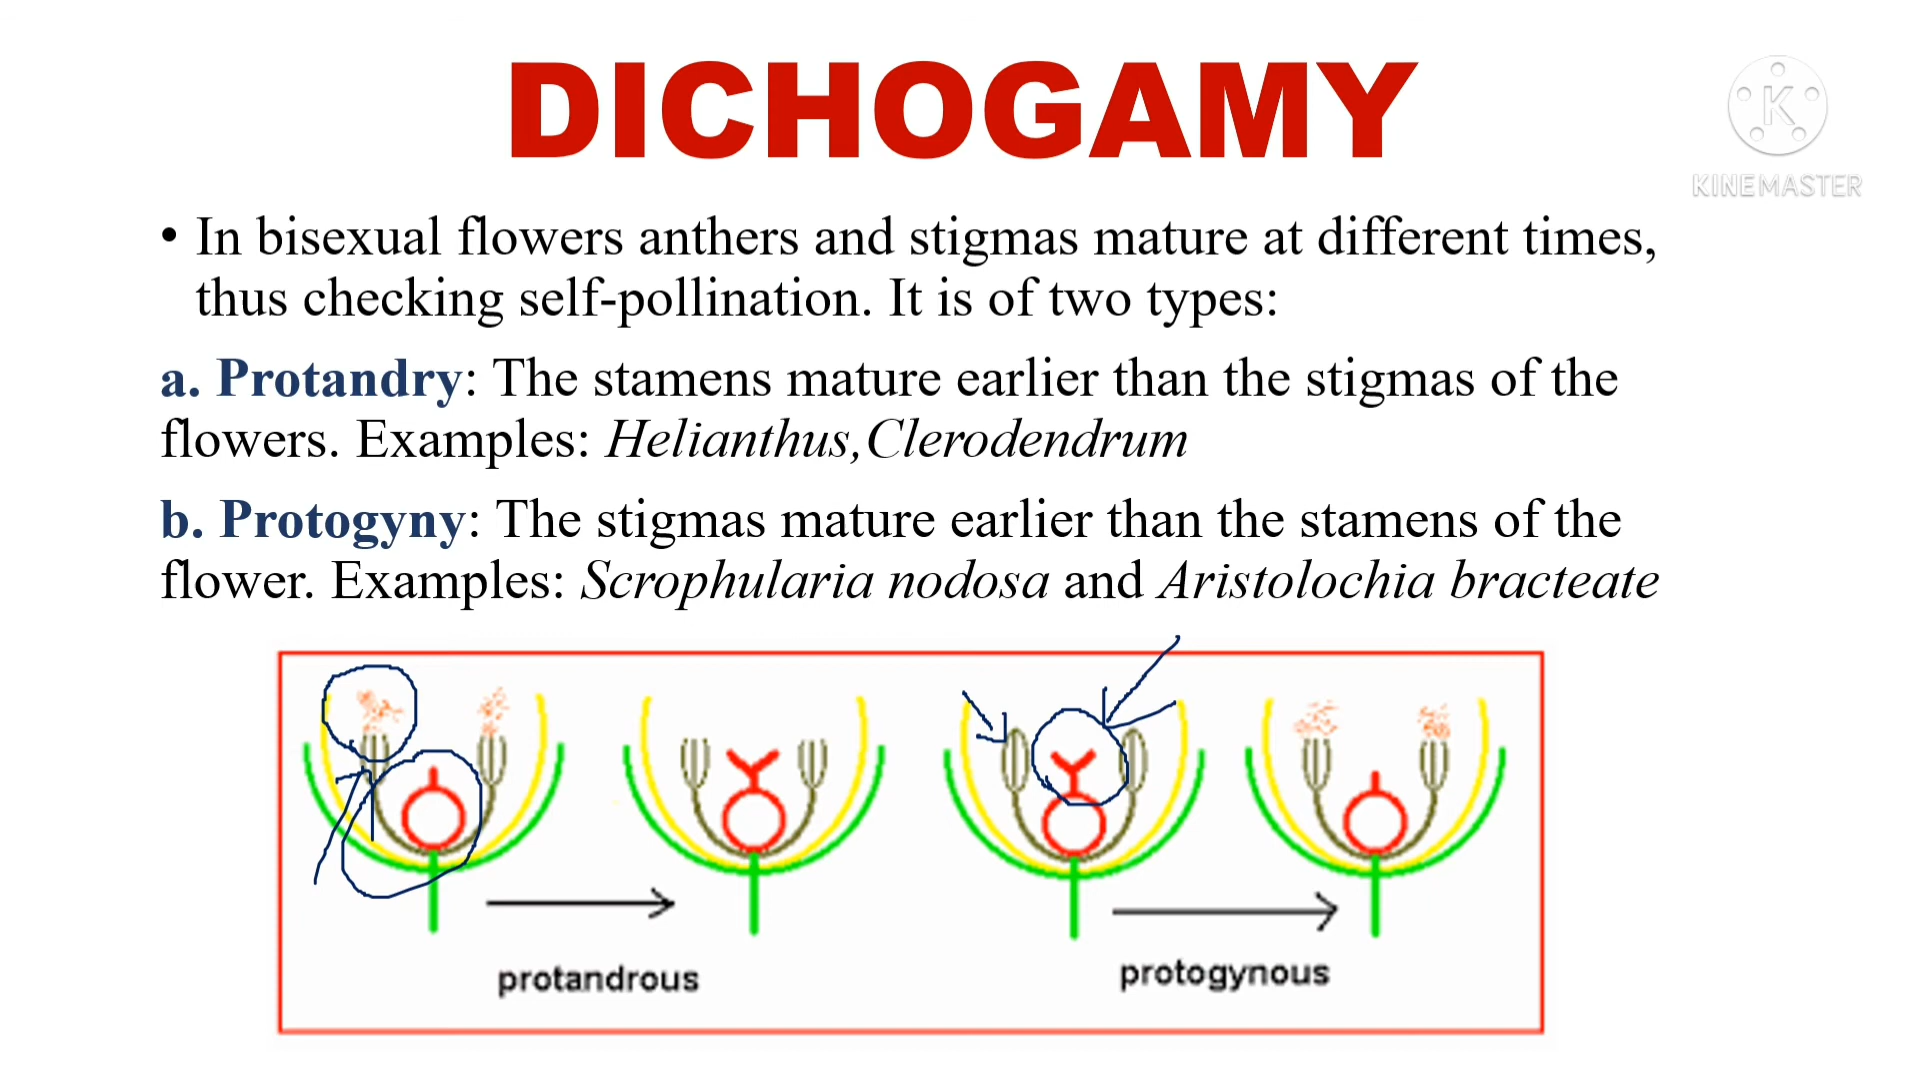 DICHOGAMY
K
KINEMASTER
• In bisexual flowers anthers and stigmas mature at different times,
thus checking self-pollination. It is of two types:
a. Protandry: The stamens mature earlier than the stigmas of the
flowers. Examples: Helianthus,Clerodendrum
b. Protogyny: The stigmas mature earlier than the stamens of the
flower. Examples: Scrophularia nodosa and Aristolochia bracteate
protandrous
protogynous